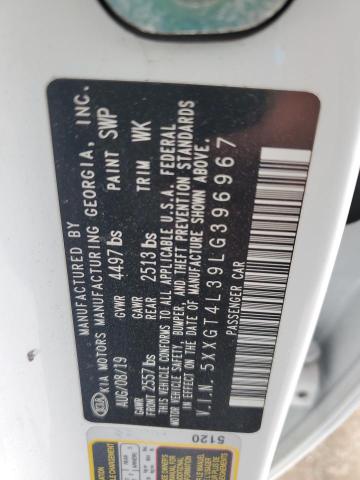 MANUFACTURED BY
KIA KIA MOTORS MANUFACTURING GEORGIA, INC.
AUG/08/19 GVWR 4497 lbs PAINT SWP
GAWR FRONT 2557 lbs GAWR REAR 2513 lbs TRIM WK
THIS VEHICLE CONFORMS TO ALL APPLICABLE U.S.A. FEDERAL
MOTOR VEHICLE SAFETY, BUMPER, AND THEFT PREVENTION STANDARDS
IN EFFECT ON THE DATE OF MANUFACTURE SHOWN ABOVE.
V.I.N. 5XXGT4L39LG396967
PASSENGER CAR
5120